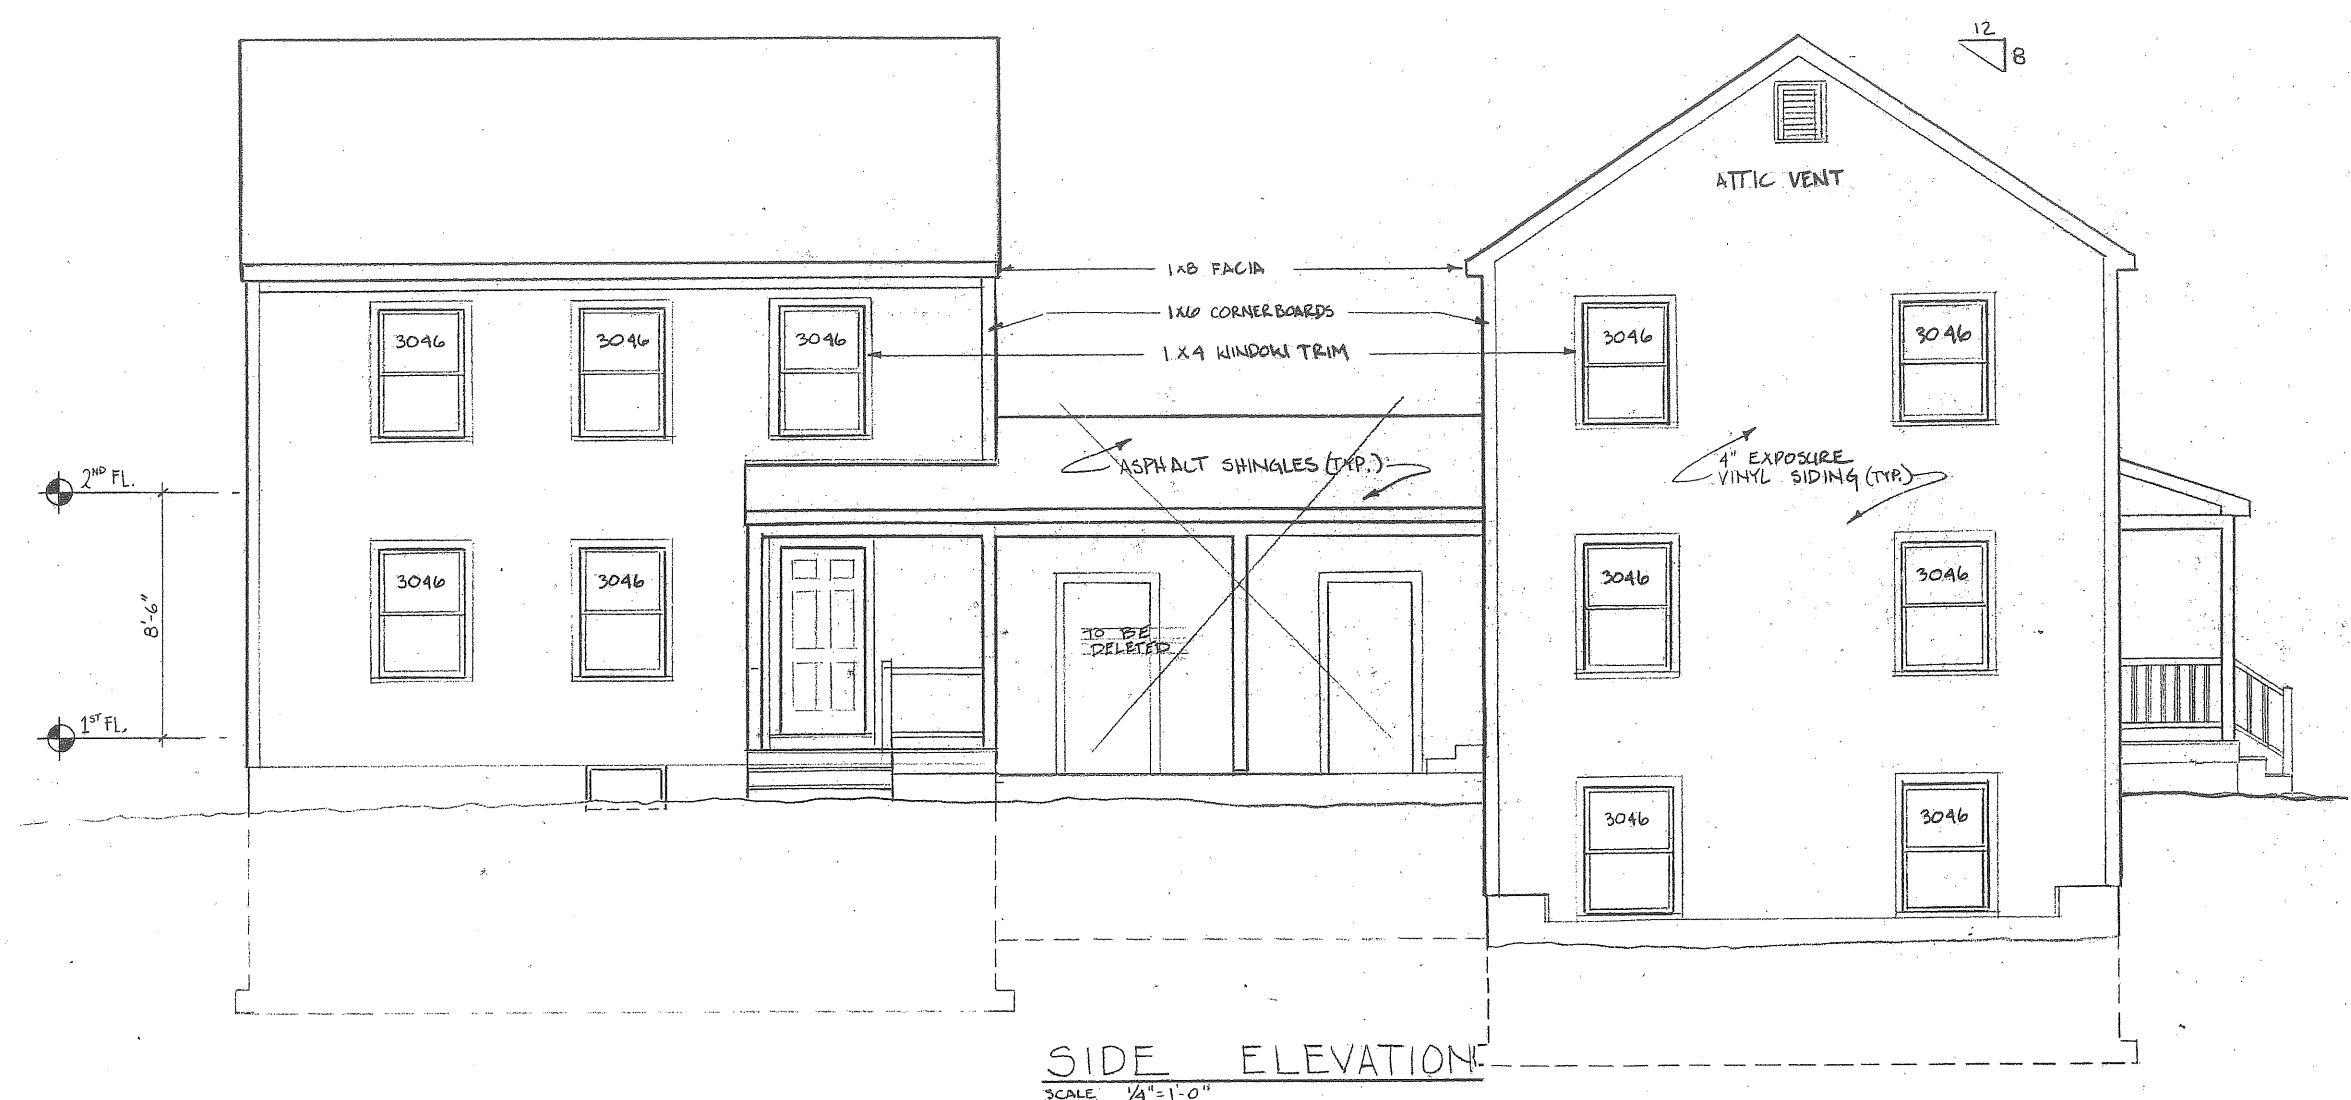 12
8
ATTIC VENT
1x8 FACIA
1x6 CORNERBOARDS
1 X 4 WINDOW TRIM
3046
3046
3046
3046
3046
ASPHALT SHINGLES (TYP.)
4" EXPOSURE
VINYL SIDING (TYP.)
2ND FL.
8'-6"
1ST FL.
3046
3046
3046
3046
TO BE
DELETED
3046
3046
SIDE ELEVATION
SCALE 1/4"=1'-0"